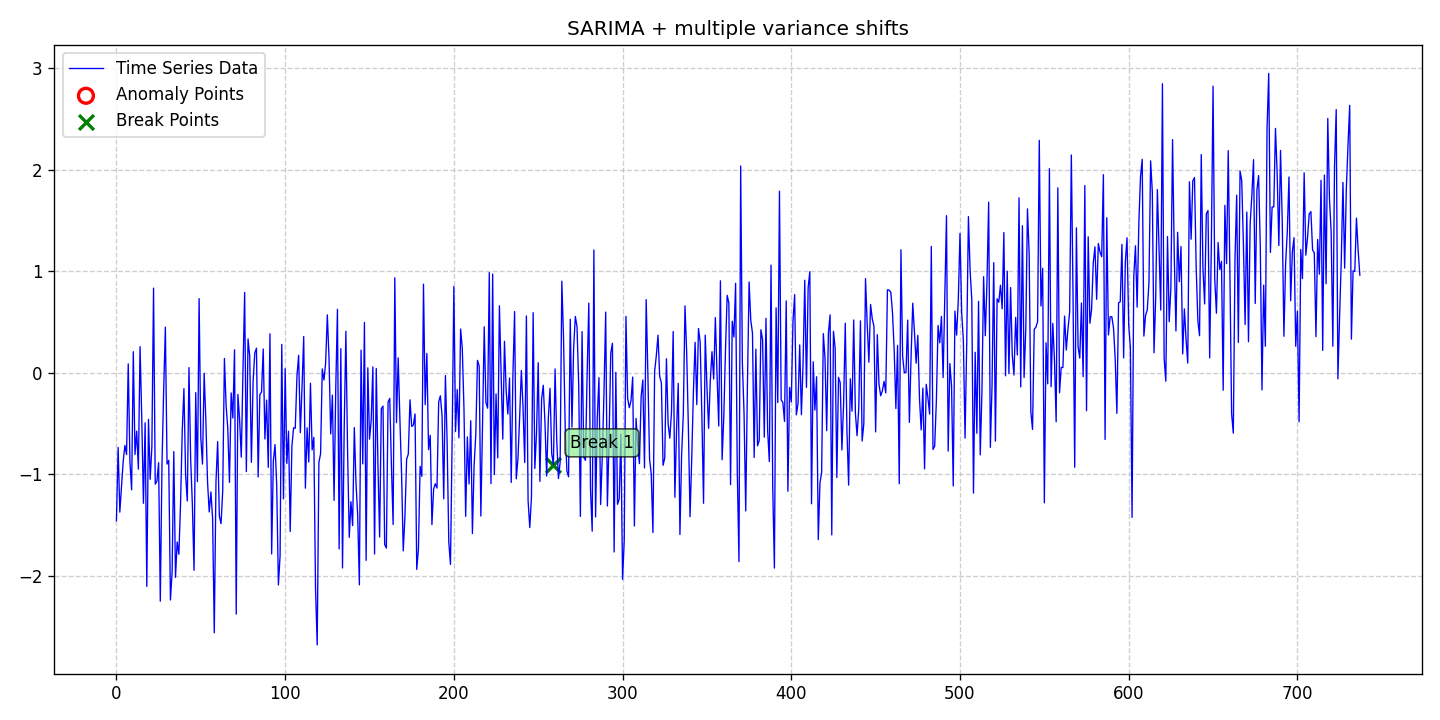 SARIMA + multiple variance shifts
Time Series Data
Anomaly Points
Break Points
Break 1
3
2
1
0
−1
−2
0
100
200
300
400
500
600
700